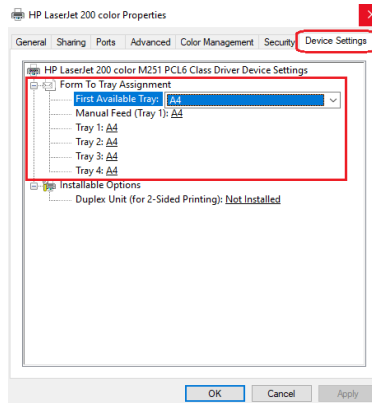 HP LaserJet 200 color Properties
General Sharing Ports Advanced Color Management Security Device Settings
HP LaserJet 200 color M251 PCL6 Class Driver Device Settings
Form To Tray Assignment
First Available Tray: A4
Manual Feed (Tray 1): A4
Tray 1: A4
Tray 2: A4
Tray 3: A4
Tray 4: A4
Installable Options
Duplex Unit (for 2-Sided Printing): Not Installed
OK Cancel Apply